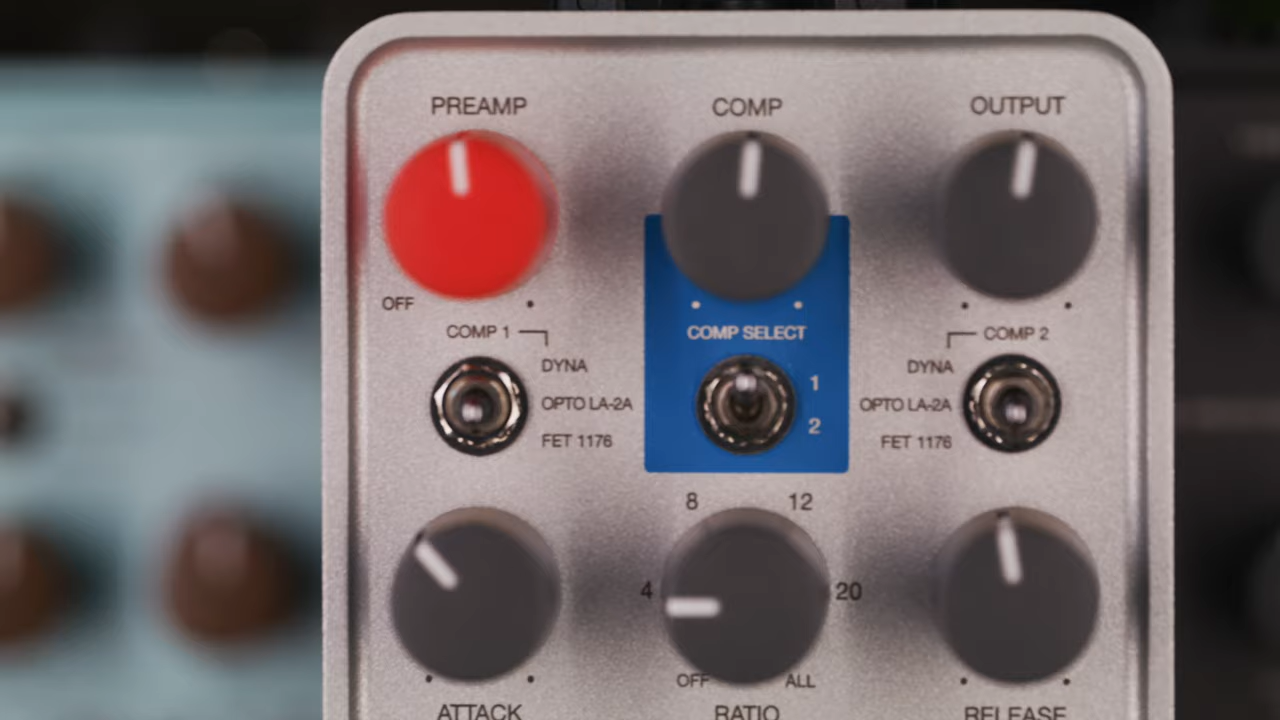 PREAMP
COMP
OUTPUT
OFF
COMP 1
COMP SELECT
COMP 2
DYNA
OPTO LA-2A
FET 1176
1
2
DYNA
OPTO LA-2A
FET 1176
8
12
4
20
OFF
ALL
ATTACK
RATIO
RELEASE